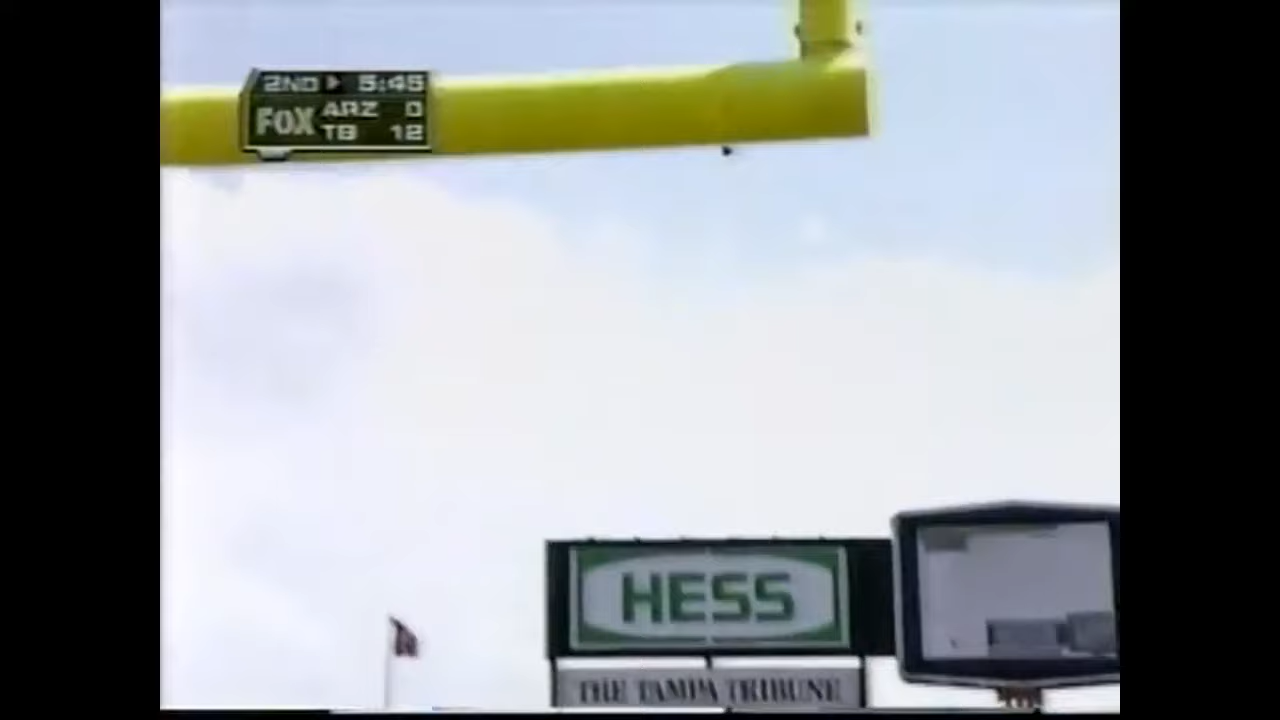 2ND 5:45
FOX
ARZ 0
TB 12
HESS
THE TAMPA TRIBUNE